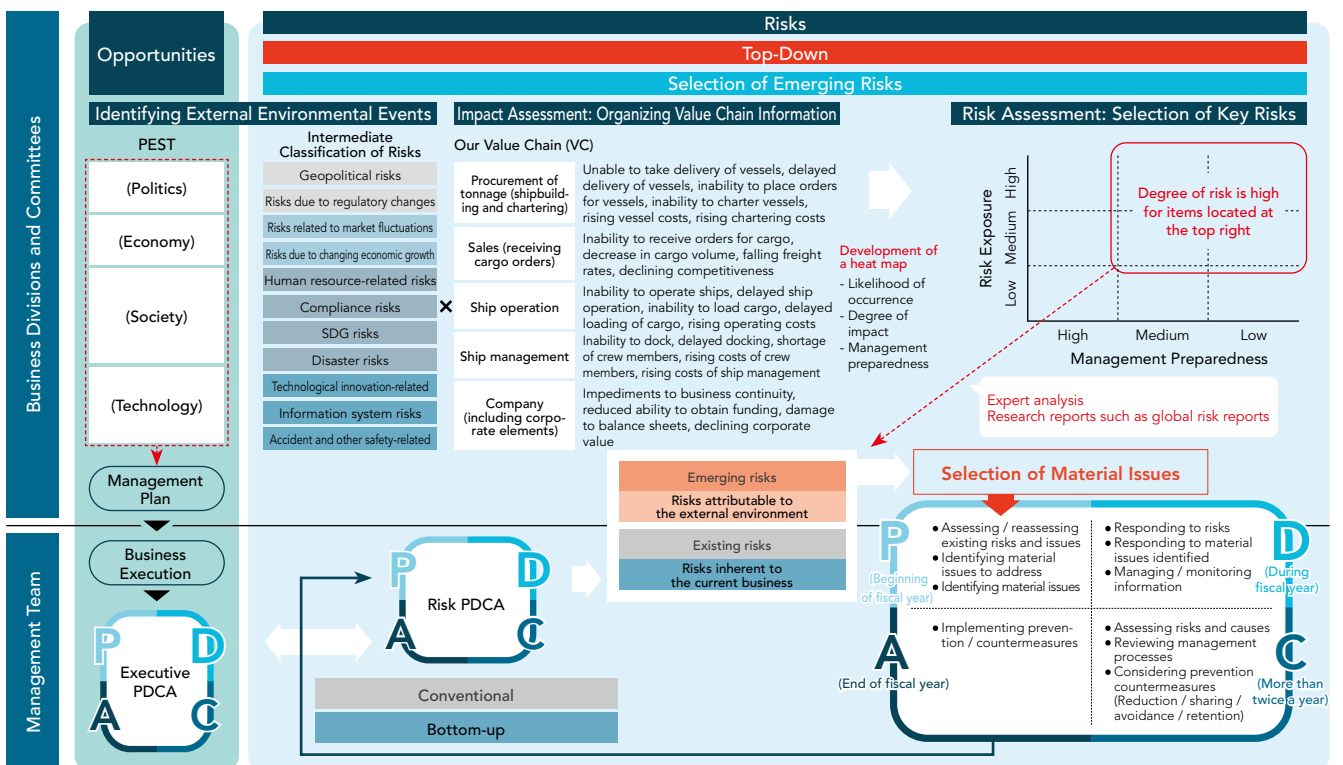 Business Divisions and Committees
Management Team
Opportunities
Risks
Top-Down
Selection of Emerging Risks
Identifying External Environmental Events
Impact Assessment: Organizing Value Chain Information
Risk Assessment: Selection of Key Risks
PEST
(Politics)
(Economy)
(Society)
(Technology)
Management
Plan
Business
Execution
P
D
A
C
Executive
PDCA
Intermediate
Classification of Risks
Geopolitical risks
Risks due to regulatory changes
Risks related to market fluctuations
Risks due to changing economic growth
Human resource-related risks
Compliance risks
SDG risks
Disaster risks
Technological innovation-related
Information system risks
Accident and other safety-related
×
Our Value Chain (VC)
Procurement of
tonnage (shipbuild-
ing and chartering)
Unable to take delivery of vessels, delayed
delivery of vessels, inability to place orders
for vessels, inability to charter vessels,
rising vessel costs, rising chartering costs
Sales (receiving
cargo orders)
Inability to receive orders for cargo,
decrease in cargo volume, falling freight
rates, declining competitiveness
Ship operation
Inability to operate ships, delayed ship
operation, inability to load cargo, delayed
loading of cargo, rising operating costs
Ship management
Inability to dock, delayed docking, shortage
of crew members, rising costs of crew
members, rising costs of ship management
Company
(including corpo-
rate elements)
Impediments to business continuity,
reduced ability to obtain funding, damage
to balance sheets, declining corporate
value
Development of
a heat map
- Likelihood of
occurrence
- Degree of
impact
- Management
preparedness
Risk Exposure
High
Medium
Low
Degree of risk is high
for items located at
the top right
High
Medium
Low
Management Preparedness
Expert analysis
Research reports such as global risk reports
Emerging risks
Risks attributable to
the external environment
Existing risks
Risks inherent to
the current business
Selection of Material Issues
P
D
A
C
Risk PDCA
Conventional
Bottom-up
P
(Beginning
of fiscal year)
● Assessing / reassessing
existing risks and issues
● Identifying material
issues to address
● Identifying material issues
D
(During
fiscal year)
● Responding to risks
● Responding to material
issues identified
● Managing / monitoring
information
A
(End of fiscal year)
● Implementing preven-
tion / countermeasures
C
(More than
twice a year)
● Assessing risks and causes
● Reviewing management
processes
● Considering prevention
countermeasures
(Reduction / sharing /
avoidance / retention)